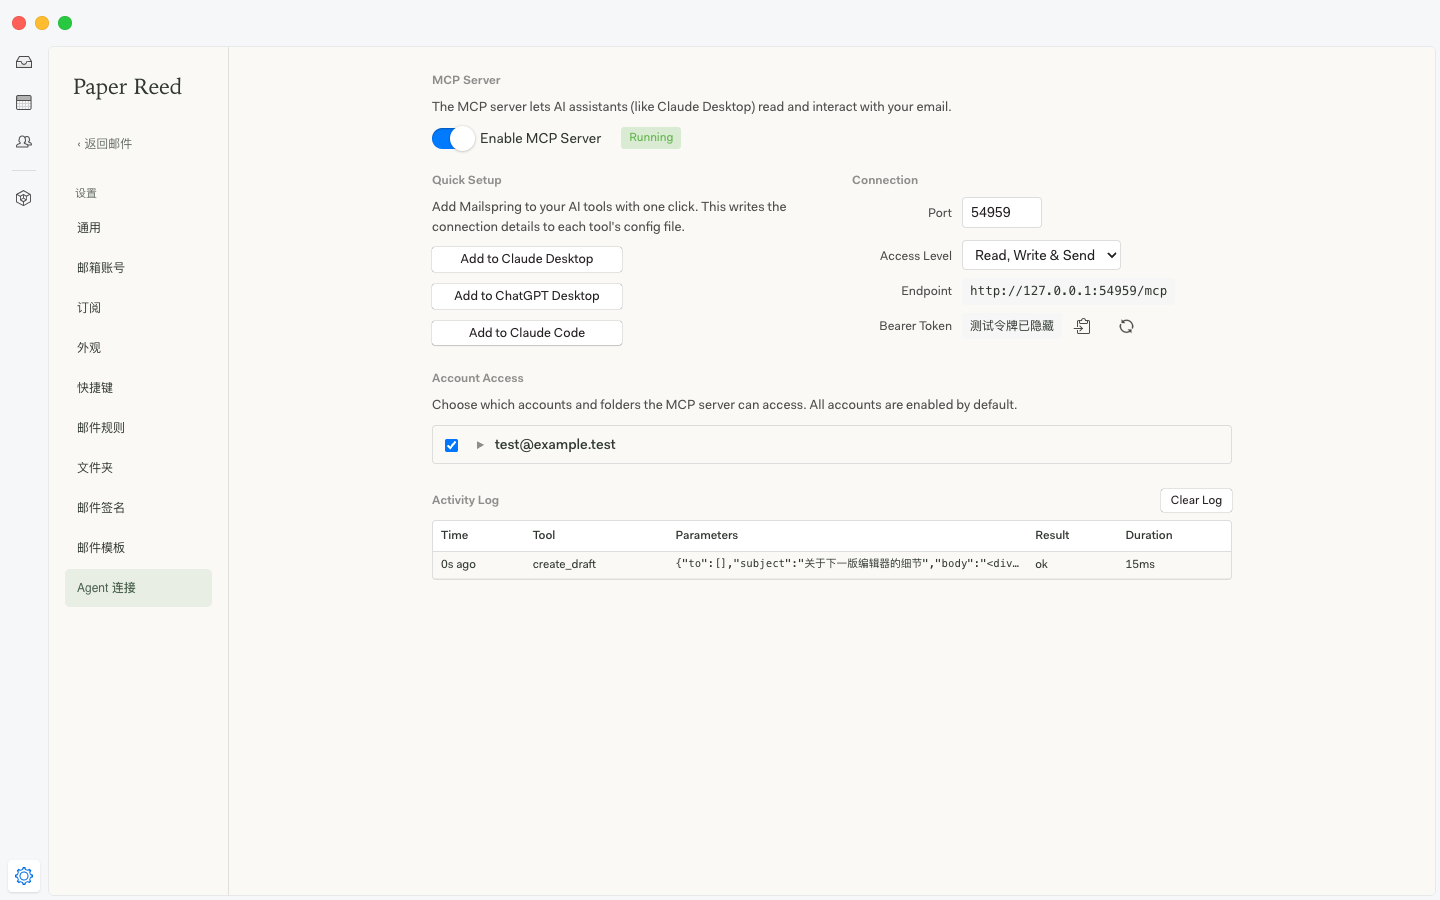 Paper Reed
‹ 返回邮件
设置
通用
邮箱账号
订阅
外观
快捷键
邮件规则
文件夹
邮件签名
邮件模板
Agent 连接
MCP Server
The MCP server lets AI assistants (like Claude Desktop) read and interact with your email.
Enable MCP Server Running
Quick Setup
Add Mailspring to your AI tools with one click. This writes the
connection details to each tool's config file.
Add to Claude Desktop
Add to ChatGPT Desktop
Add to Claude Code
Connection
Port 54959
Access Level Read, Write & Send
Endpoint http://127.0.0.1:54959/mcp
Bearer Token 测试令牌已隐藏
Account Access
Choose which accounts and folders the MCP server can access. All accounts are enabled by default.
test@example.test
Activity Log Clear Log
Time Tool Parameters Result Duration
0s ago create_draft {"to":[],"subject":"关于下一版编辑器的细节","body":"<div… ok 15ms